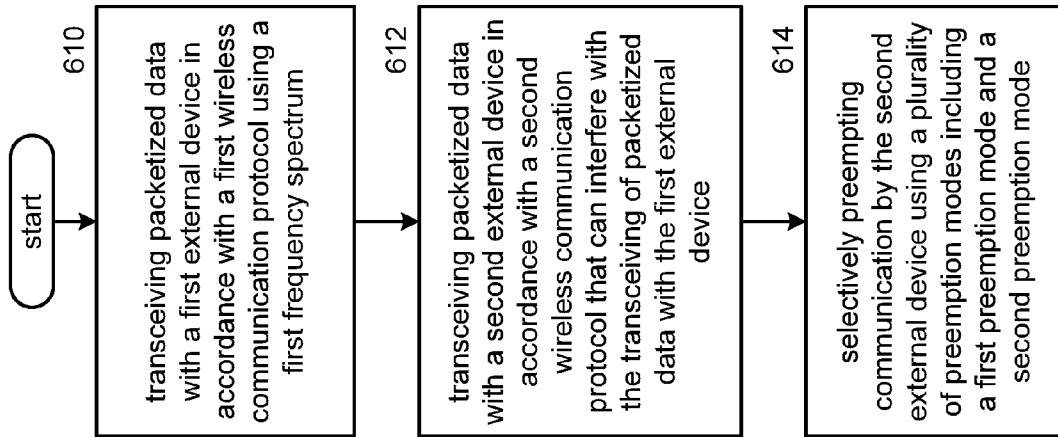 start
610
transceiving packetized data
with a first external device in
accordance with a first wireless
communication protocol using a
first frequency spectrum
612
transceiving packetized data
with a second external device in
accordance with a second
wireless communication
protocol that can interfere with
the transceiving of packetized
data with the first external
device
614
selectively preempting
communication by the second
external device using a plurality
of preemption modes including
a first preemption mode and a
second preemption mode